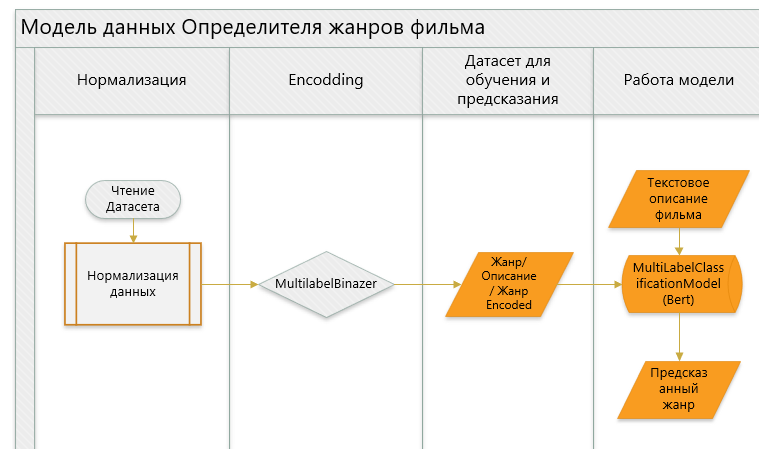 Модель данных Определителя жанров фильма
Нормализация
Encodding
Датасет для
обучения и
предсказания
Работа модели
Чтение
Датасета
Нормализация
данных
MultilabelBinazer
Жанр/
Описание
/ Жанр
Encoded
Текстовое
описание
фильма
MultiLabelClass
ificationModel
(Bert)
Предсказ
анный
жанр